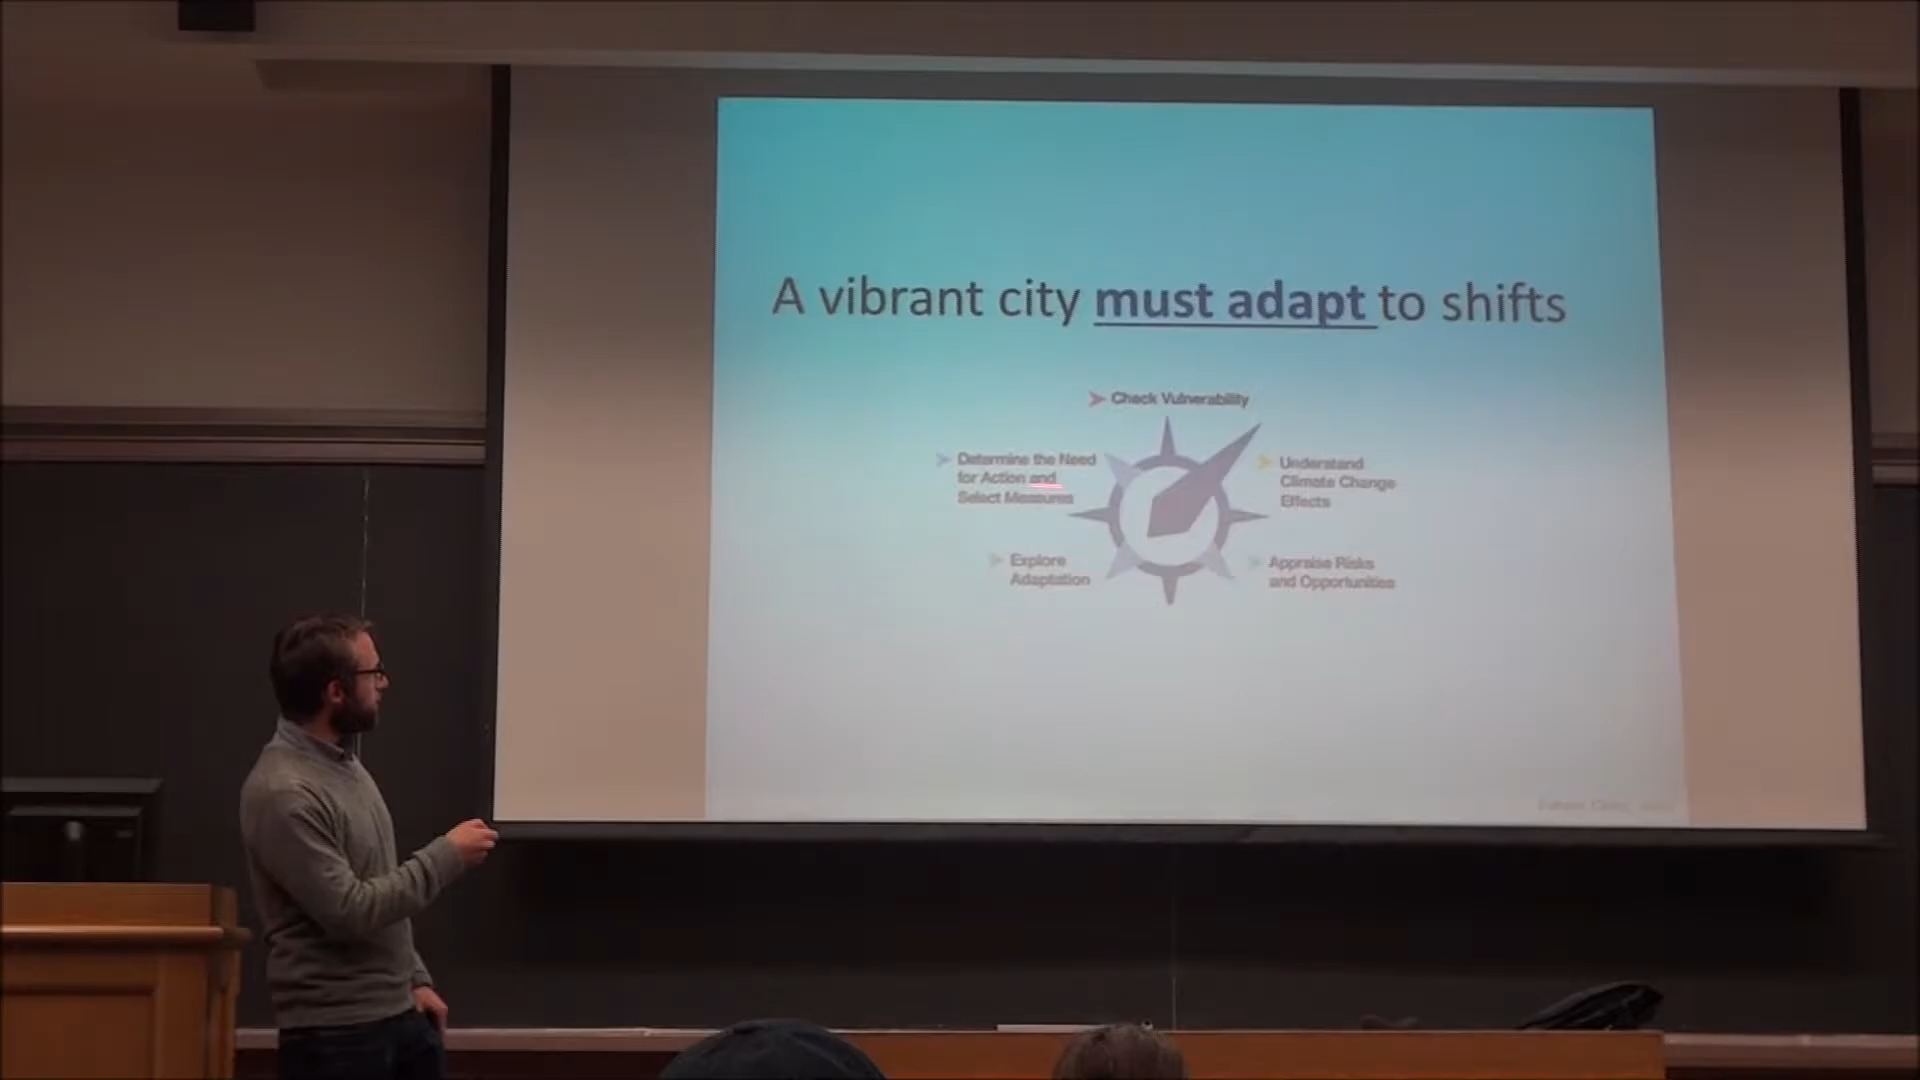 A vibrant city must adapt to shifts
Check Vulnerability
Determine the Need
for Action and
Select Measures
Understand
Climate Change
Effects
Explore
Adaptation
Appraise Risks
and Opportunities